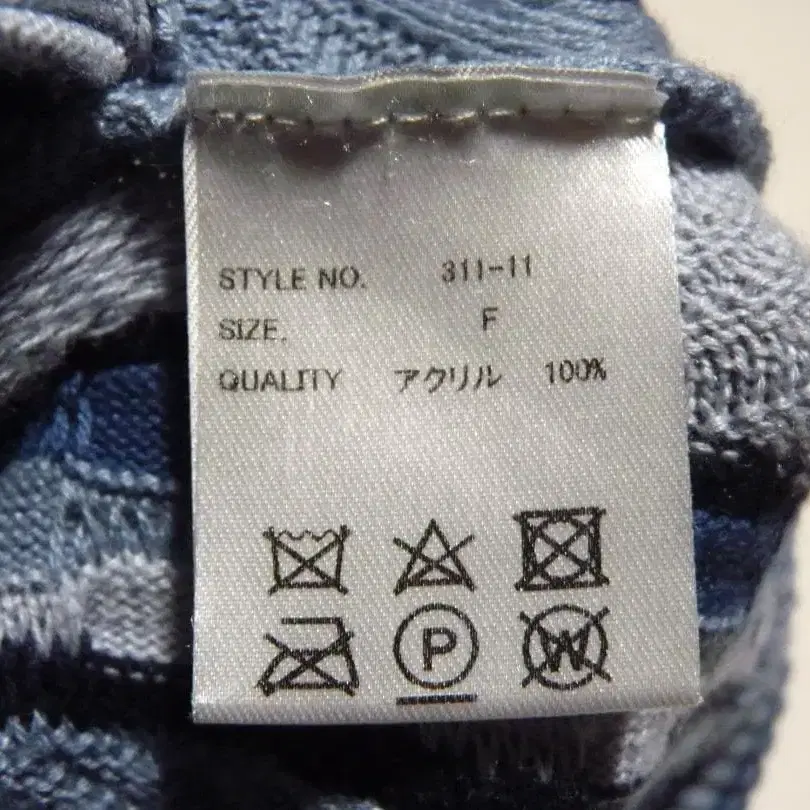 STYLE NO. 311-11
SIZE. F
QUALITY アクリル 100%
P W